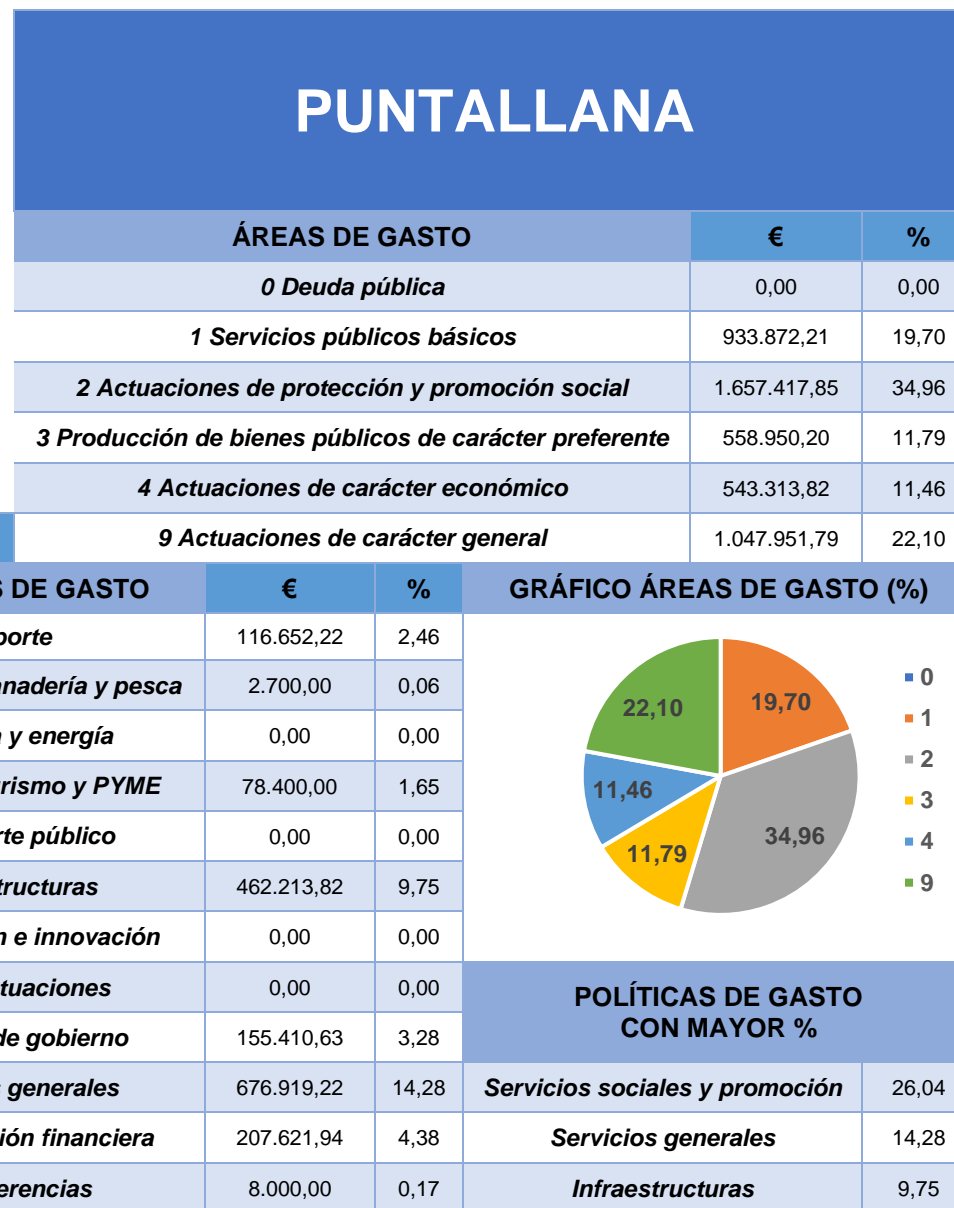 PUNTALLANA
ÁREAS DE GASTO € %
0 Deuda pública 0,00 0,00
1 Servicios públicos básicos 933.872,21 19,70
2 Actuaciones de protección y promoción social 1.657.417,85 34,96
3 Producción de bienes públicos de carácter preferente 558.950,20 11,79
4 Actuaciones de carácter económico 543.313,82 11,46
9 Actuaciones de carácter general 1.047.951,79 22,10
DE GASTO € %
116.652,22 2,46
y pesca 2.700,00 0,06
y energía 0,00 0,00
y PYME 78.400,00 1,65
público 0,00 0,00
462.213,82 9,75
e innovación 0,00 0,00
0,00 0,00
de gobierno 155.410,63 3,28
generales 676.919,22 14,28
financiera 207.621,94 4,38
8.000,00 0,17
GRÁFICO ÁREAS DE GASTO (%)
22,10
19,70
11,46
11,79
34,96
0
1
2
3
4
9
POLÍTICAS DE GASTO
CON MAYOR %
Servicios sociales y promoción 26,04
Servicios generales 14,28
Infraestructuras 9,75